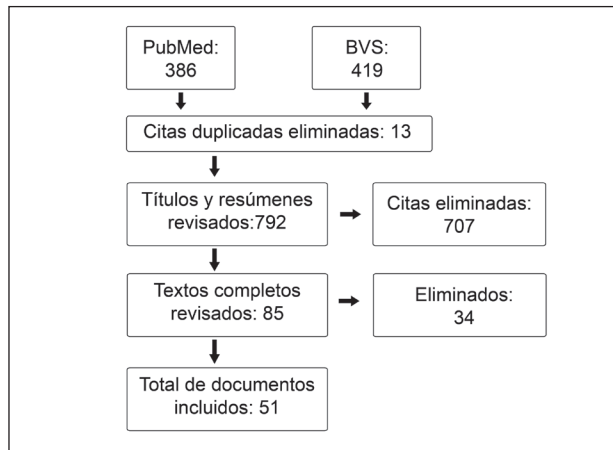 PubMed:
386
BVS:
419
Citas duplicadas eliminadas: 13
Títulos y resúmenes
revisados:792
Citas eliminadas:
707
Textos completos
revisados: 85
Eliminados:
34
Total de documentos
incluidos: 51